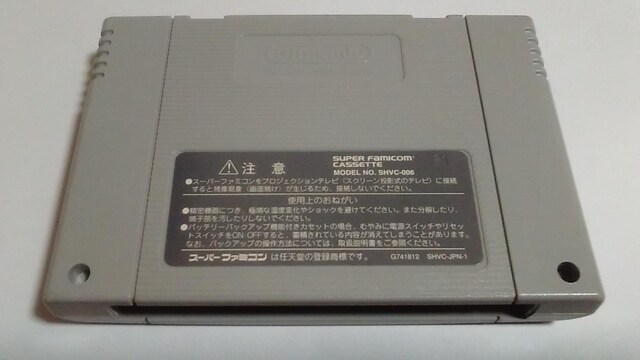 Nintendo
⚠注 意
SUPER FAMICOM
CASSETTE
MODEL NO. SHVC-006
●スーパーファミコンをプロジェクションテレビ(スクリーン投影式のテレビ)に接続
すると残像現象(画面焼け)が生じるため、接続しないでください。
使用上のおねがい
●精密機器につき、極端な温度変化やショックを避けてください。また分解したり、
端子部を汚したりしないでください。
●バッテリーバックアップ機能付きカセットの場合、むやみに電源スイッチやリセッ
トスイッチをON OFFすると、蓄積されている内容が消えてしまうことがあります。
なお、バックアップの操作方法については、取扱説明書をご参照ください。
スーパーファミコンは任天堂の登録商標です。
G741812 SHVC-JPN-1